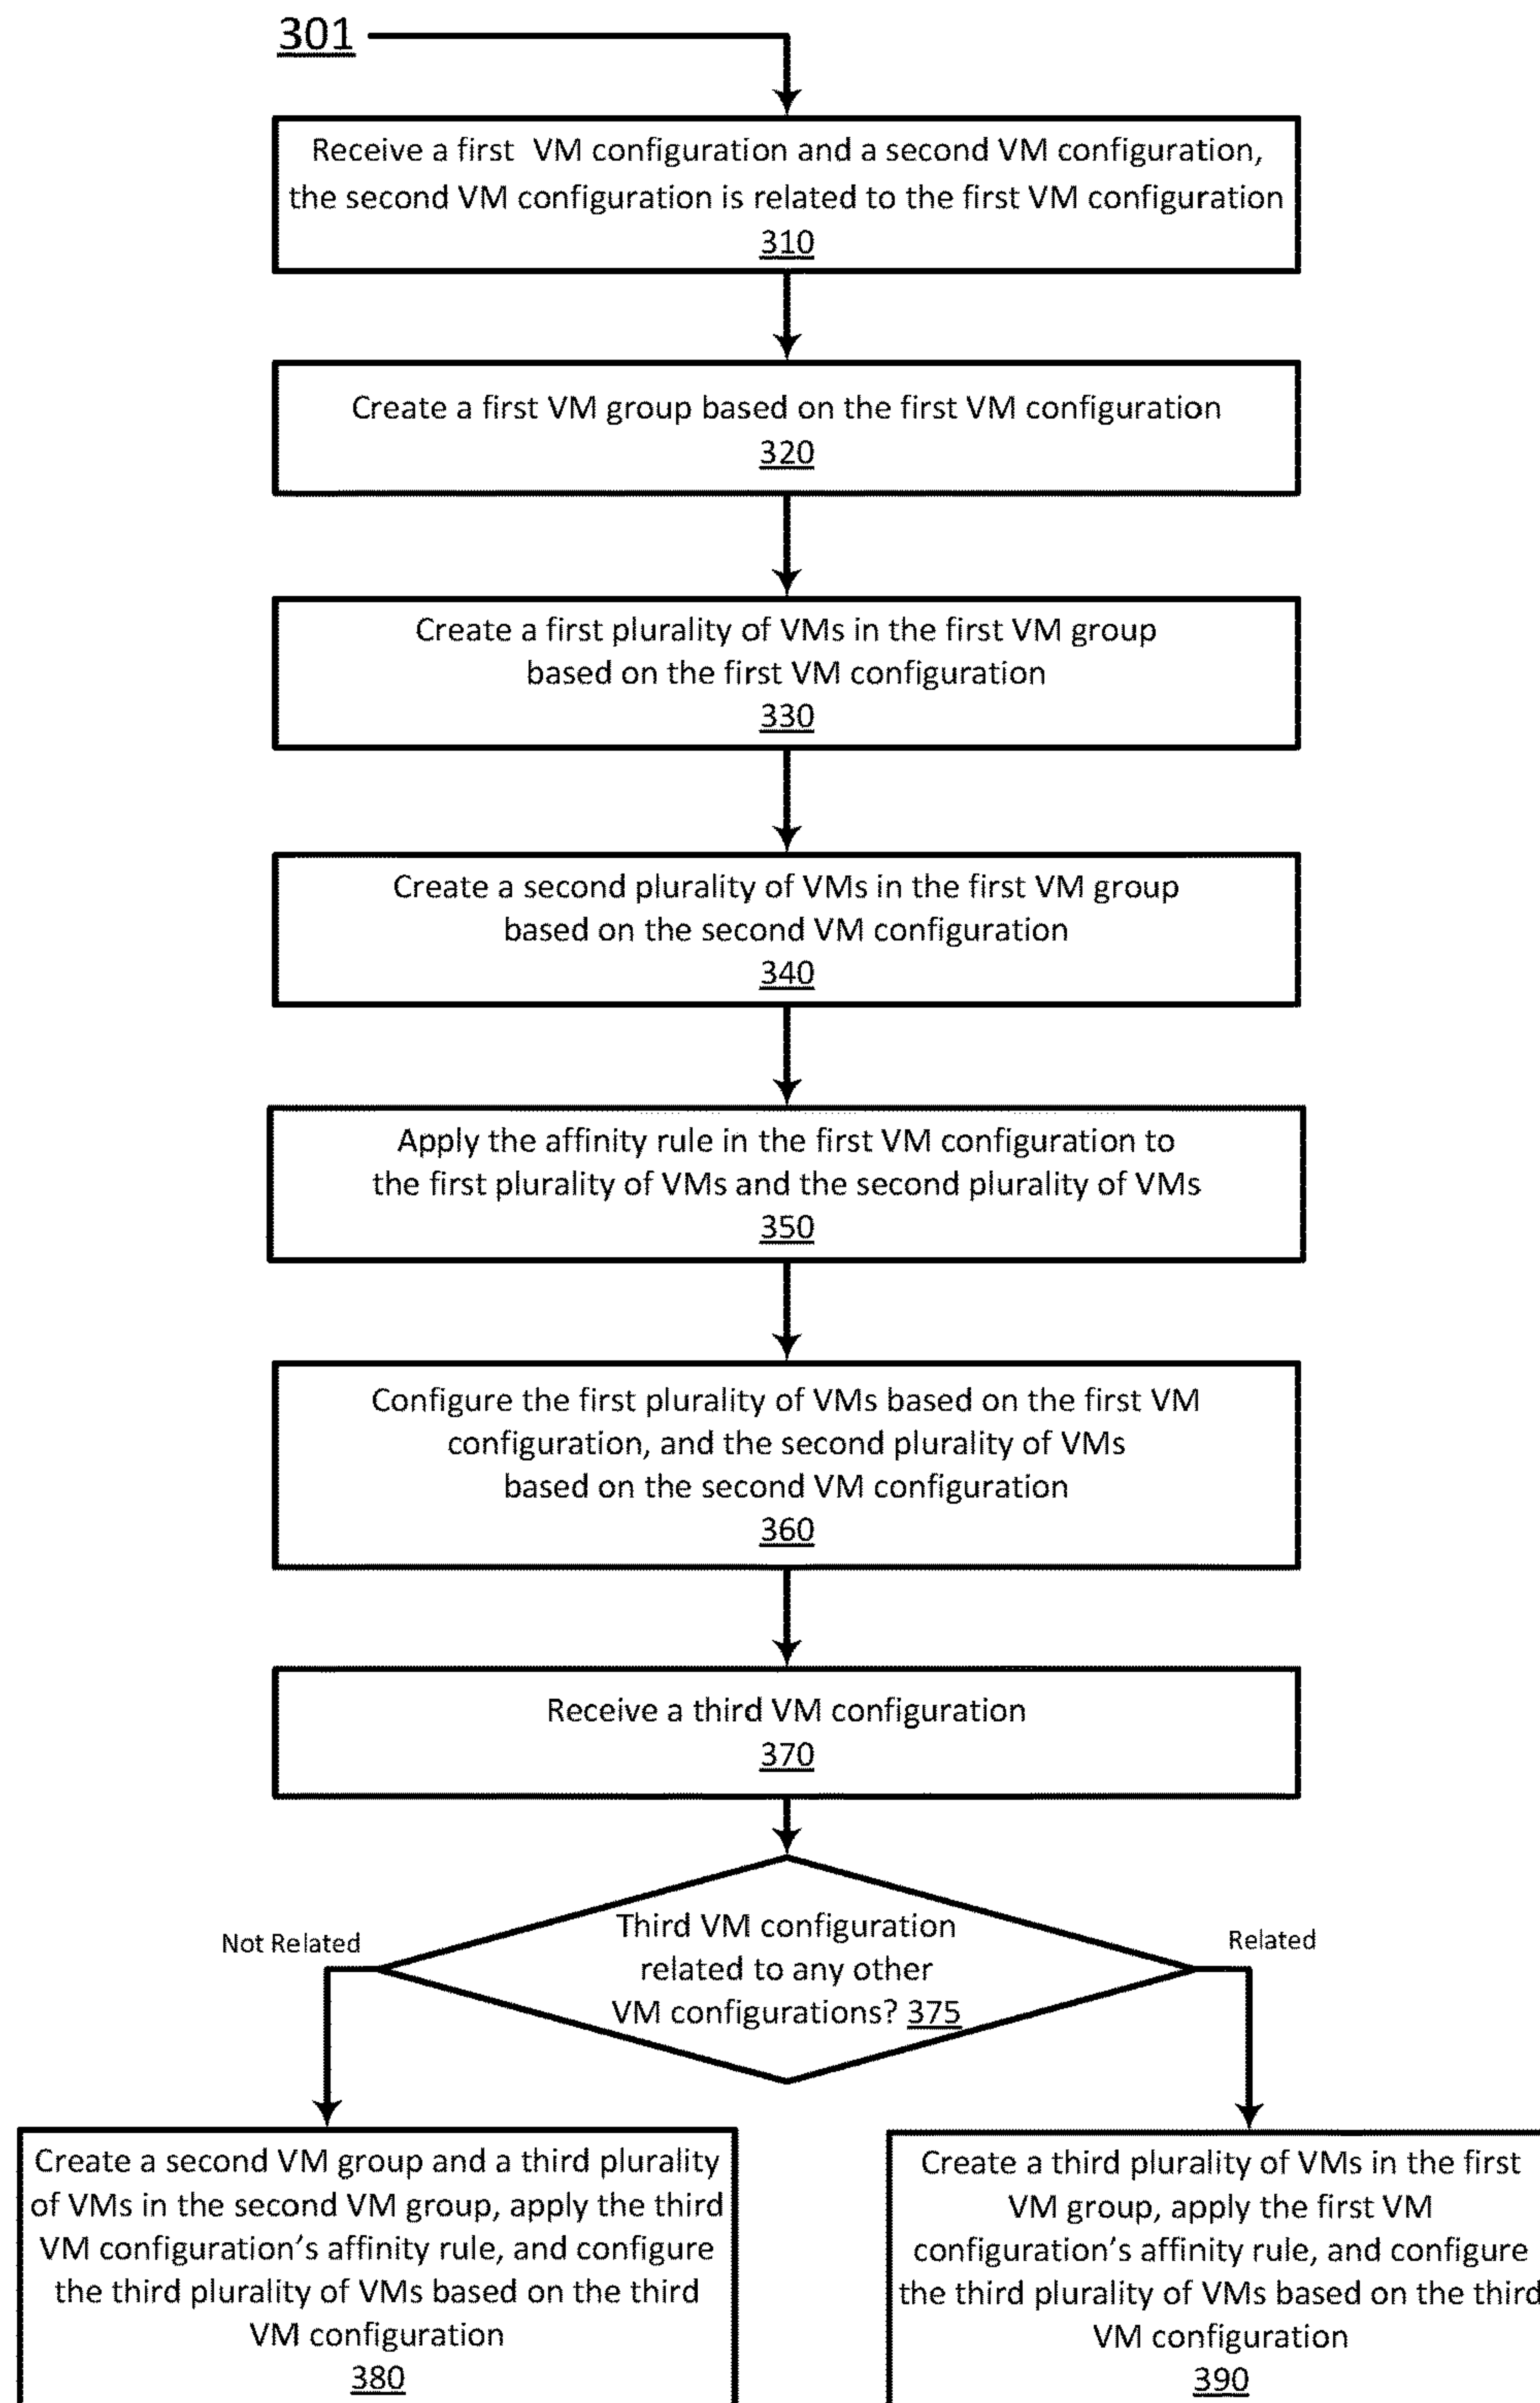 301
Receive a first VM configuration and a second VM configuration,
the second VM configuration is related to the first VM configuration
310
Create a first VM group based on the first VM configuration
320
Create a first plurality of VMs in the first VM group
based on the first VM configuration
330
Create a second plurality of VMs in the first VM group
based on the second VM configuration
340
Apply the affinity rule in the first VM configuration to
the first plurality of VMs and the second plurality of VMs
350
Configure the first plurality of VMs based on the first VM
configuration, and the second plurality of VMs
based on the second VM configuration
360
Receive a third VM configuration
370
Third VM configuration
related to any other
VM configurations? 375
Not Related
Related
Create a second VM group and a third plurality
of VMs in the second VM group, apply the third
VM configuration's affinity rule, and configure
the third plurality of VMs based on the third
VM configuration
380
Create a third plurality of VMs in the first
VM group, apply the first VM
configuration's affinity rule, and configure
the third plurality of VMs based on the third
VM configuration
390